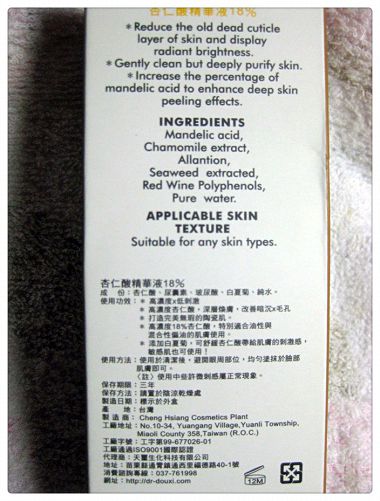 杏仁酸精華液18%
*Reduce the old dead cuticle
layer of skin and display
radiant brightness.
*Gently clean but deeply purify skin.
*Increase the percentage of
mandelic acid to enhance deep skin
peeling effects.
INGREDIENTS
Mandelic acid,
Chamomile extract,
Allantion,
Seaweed extracted,
Red Wine Polyphenols,
Pure water.
APPLICABLE SKIN
TEXTURE
Suitable for any skin types.
杏仁酸精華液18%
成 份：杏仁酸、尿囊素、玻尿酸、白夏菊、純水。
使用功效：＊高濃度x低刺激
＊高濃度杏仁酸，深層煥膚，改善暗沉x毛孔
＊打造完美無瑕的陶瓷肌。
＊高濃度18%杏仁酸，特別適合油性與
混合性偏油的肌膚使用。
＊添加白夏菊，可舒緩杏仁酸帶給肌膚的刺激感，
敏感肌也可使用！
使用方法：使用於清潔後，避開眼周部位，均勻塗抹於臉部
肌膚即可。
〈註〉使用中些許微刺感屬正常現象。
保存期限：三年
保存方法：請置於陰涼乾燥處
製造日期：標示於外盒
產 地：台灣
製 造 商：Cheng Hsiang Cosmetics Plant
工廠地址：No.10-34, Yuangang Village,Yuanli Township,
Miaoli County 358,Taiwan (R.O.C.)
工廠字號：工字第99-677026-01
工廠通過ISO9001國際認證
代理商：天璽生化科技有限公司
地址：苗栗縣通霄鎮通西里福德路40-1號
消費諮詢專線：037-761998
網址：http://dr-douxi.com
12M